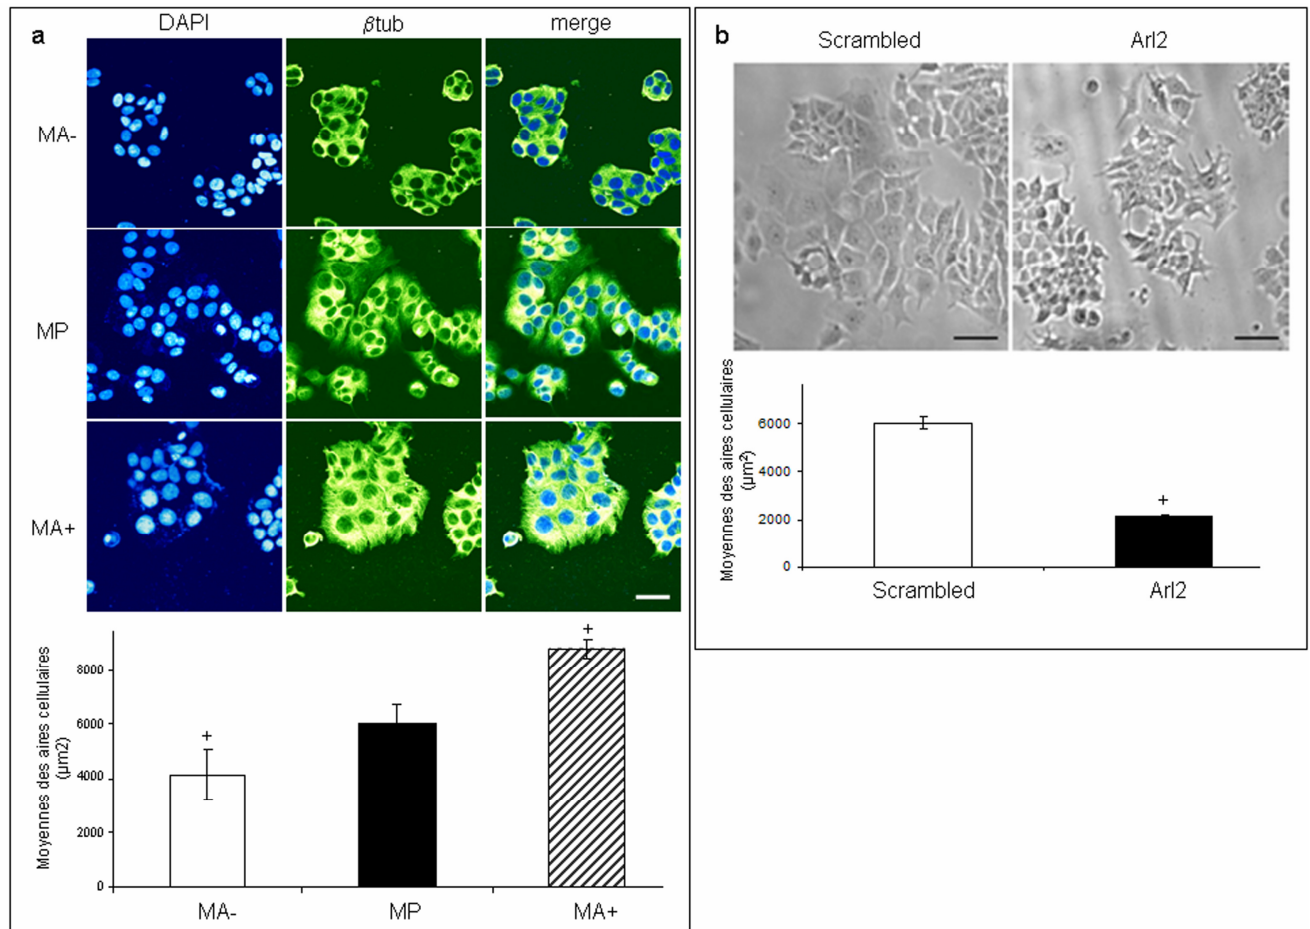 a
DAPI βtub merge
MA-
MP
MA+
Moyennes des aires cellulaires
(µm2)
8000
6000
4000
2000
0
+
+
MA- MP MA+
b
Scrambled Arl2
Moyennes des aires cellulaires
(µm²)
6000
4000
2000
0
+
Scrambled Arl2